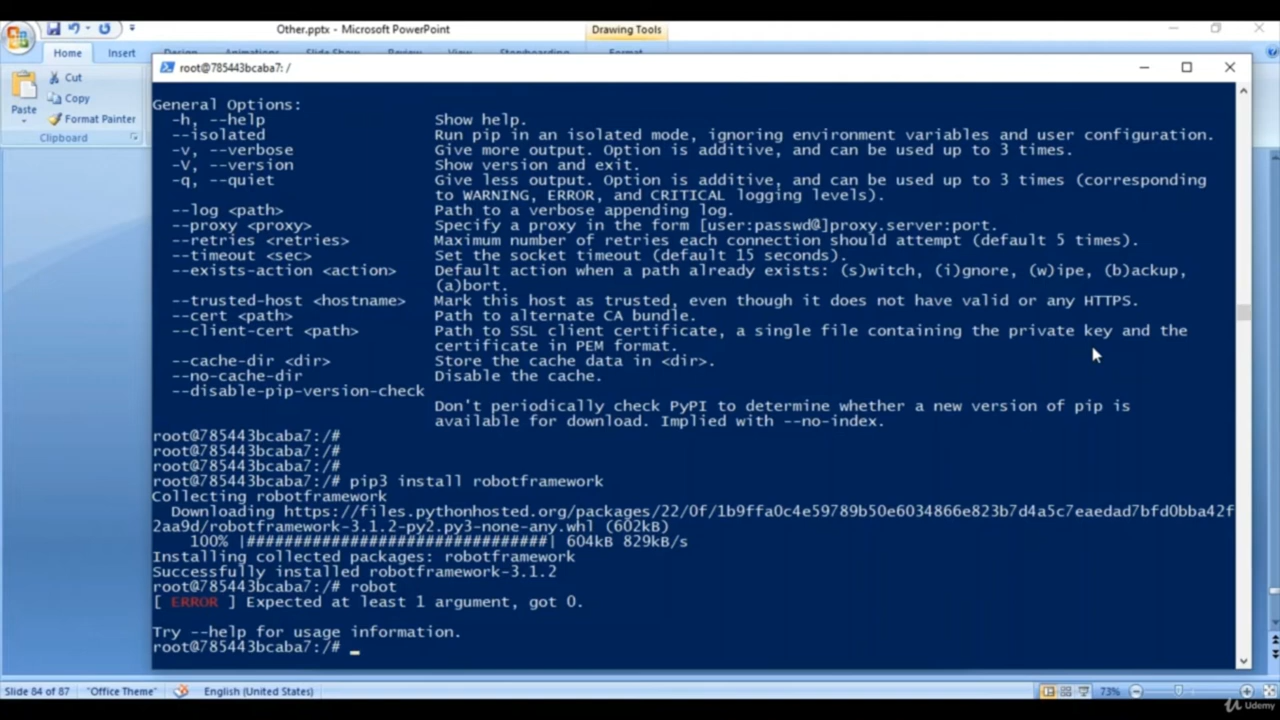 Other.pptx - Microsoft PowerPoint
Drawing Tools
Home
Insert
Cut
Copy
Format Painter
Paste
Clipboard
root@785443bcaba7: /
General Options:
-h, --help Show help.
--isolated Run pip in an isolated mode, ignoring environment variables and user configuration.
-v, --verbose Give more output. Option is additive, and can be used up to 3 times.
-V, --version Show version and exit.
-q, --quiet Give less output. Option is additive, and can be used up to 3 times (corresponding
to WARNING, ERROR, and CRITICAL logging levels).
--log <path> Path to a verbose appending log.
--proxy <proxy> Specify a proxy in the form [user:passwd@]proxy.server:port.
--retries <retries> Maximum number of retries each connection should attempt (default 5 times).
--timeout <sec> Set the socket timeout (default 15 seconds).
--exists-action <action> Default action when a path already exists: (s)witch, (i)gnore, (w)ipe, (b)ackup,
(a)bort.
--trusted-host <hostname> Mark this host as trusted, even though it does not have valid or any HTTPS.
--cert <path> Path to alternate CA bundle.
--client-cert <path> Path to SSL client certificate, a single file containing the private key and the
certificate in PEM format.
--cache-dir <dir> Store the cache data in <dir>.
--no-cache-dir Disable the cache.
--disable-pip-version-check
Don't periodically check PyPI to determine whether a new version of pip is
available for download. Implied with --no-index.
root@785443bcaba7:/#
root@785443bcaba7:/#
root@785443bcaba7:/#
root@785443bcaba7:/# pip3 install robotframework
Collecting robotframework
Downloading https://files.pythonhosted.org/packages/22/0f/1b9ffa0c4e59789b50e6034866e823b7d4a5c7eaedad7bfd0bba42f
2aa9d/robotframework-3.1.2-py2.py3-none-any.whl (602kB)
100% |################################| 604kB 829kB/s
Installing collected packages: robotframework
Successfully installed robotframework-3.1.2
root@785443bcaba7:/# robot
[ ERROR ] Expected at least 1 argument, got 0.
Try --help for usage information.
root@785443bcaba7:/#
Slide 84 of 87
"Office Theme"
English (United States)
73%
Udemy